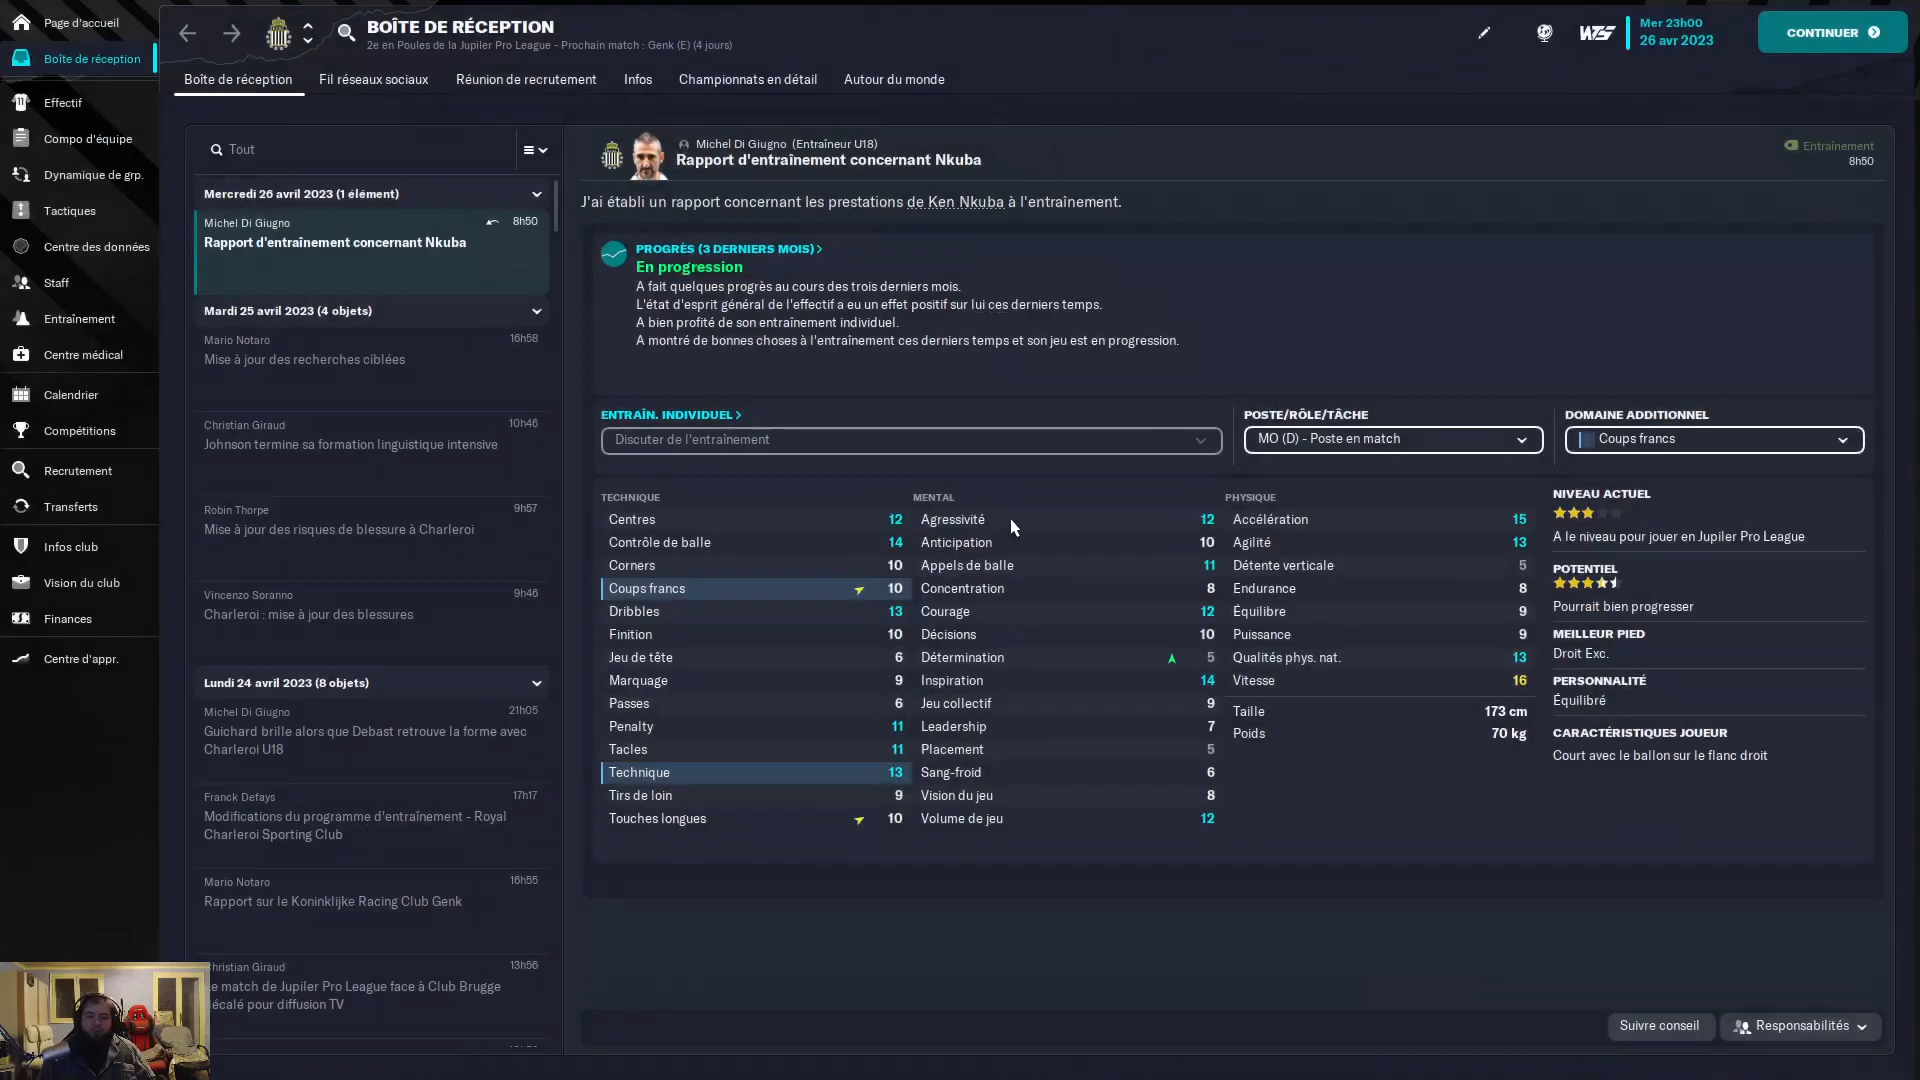 Page d'accueil
Boîte de réception
Effectif
Compo d'équipe
Dynamique de grp.
Tactiques
Centre des données
Staff
Entraînement
Centre médical
Calendrier
Compétitions
Recrutement
Transferts
Infos club
Vision du club
Finances
Centre d'appr.
BOÎTE DE RÉCEPTION
2e en Poules de la Jupiler Pro League - Prochain match : Genk (E) (4 jours)
Mer 23h00
26 avr 2023
CONTINUER
Boîte de réception Fil réseaux sociaux Réunion de recrutement Infos Championnats en détail Autour du monde
Tout
Mercredi 26 avril 2023 (1 élément)
Michel Di Giugno 8h50
Rapport d'entraînement concernant Nkuba
Mardi 25 avril 2023 (4 objets)
Mario Notaro 16h58
Mise à jour des recherches ciblées
Christian Giraud 10h46
Johnson termine sa formation linguistique intensive
Robin Thorpe 9h57
Mise à jour des risques de blessure à Charleroi
Vincenzo Soranno 9h46
Charleroi : mise à jour des blessures
Lundi 24 avril 2023 (8 objets)
Michel Di Giugno 21h05
Guichard brille alors que Debast retrouve la forme avec
Charleroi U18
Franck Defays 17h17
Modifications du programme d'entraînement - Royal
Charleroi Sporting Club
Mario Notaro 16h55
Rapport sur le Koninklijke Racing Club Genk
hristian Giraud 13h56
e match de Jupiler Pro League face à Club Brugge
écalé pour diffusion TV
Michel Di Giugno (Entraîneur U18)
Rapport d'entraînement concernant Nkuba
Entraînement
8h50
J'ai établi un rapport concernant les prestations de Ken Nkuba à l'entraînement.
PROGRÈS (3 DERNIERS MOIS) >
En progression
A fait quelques progrès au cours des trois derniers mois.
L'état d'esprit général de l'effectif a eu un effet positif sur lui ces derniers temps.
A bien profité de son entraînement individuel.
A montré de bonnes choses à l'entraînement ces derniers temps et son jeu est en progression.
ENTRAÎN. INDIVIDUEL > POSTE/RÔLE/TÂCHE DOMAINE ADDITIONNEL
Discuter de l'entraînement MO (D) - Poste en match Coups francs
TECHNIQUE MENTAL PHYSIQUE
Centres 12 Agressivité 12 Accélération 15
Contrôle de balle 14 Anticipation 10 Agilité 13
Corners 10 Appels de balle 11 Détente verticale 5
Coups francs 10 Concentration 8 Endurance 8
Dribbles 13 Courage 12 Équilibre 9
Finition 10 Décisions 10 Puissance 9
Jeu de tête 6 Détermination 5 Qualités phys. nat. 13
Marquage 9 Inspiration 14 Vitesse 16
Passes 6 Jeu collectif 9 Taille 173 cm
Penalty 11 Leadership 7 Poids 70 kg
Tacles 11 Placement 5
Technique 13 Sang-froid 6
Tirs de loin 9 Vision du jeu 8
Touches longues 10 Volume de jeu 12
NIVEAU ACTUEL
A le niveau pour jouer en Jupiler Pro League
POTENTIEL
Pourrait bien progresser
MEILLEUR PIED
Droit Exc.
PERSONNALITÉ
Équilibré
CARACTÉRISTIQUES JOUEUR
Court avec le ballon sur le flanc droit
Suivre conseil Responsabilités